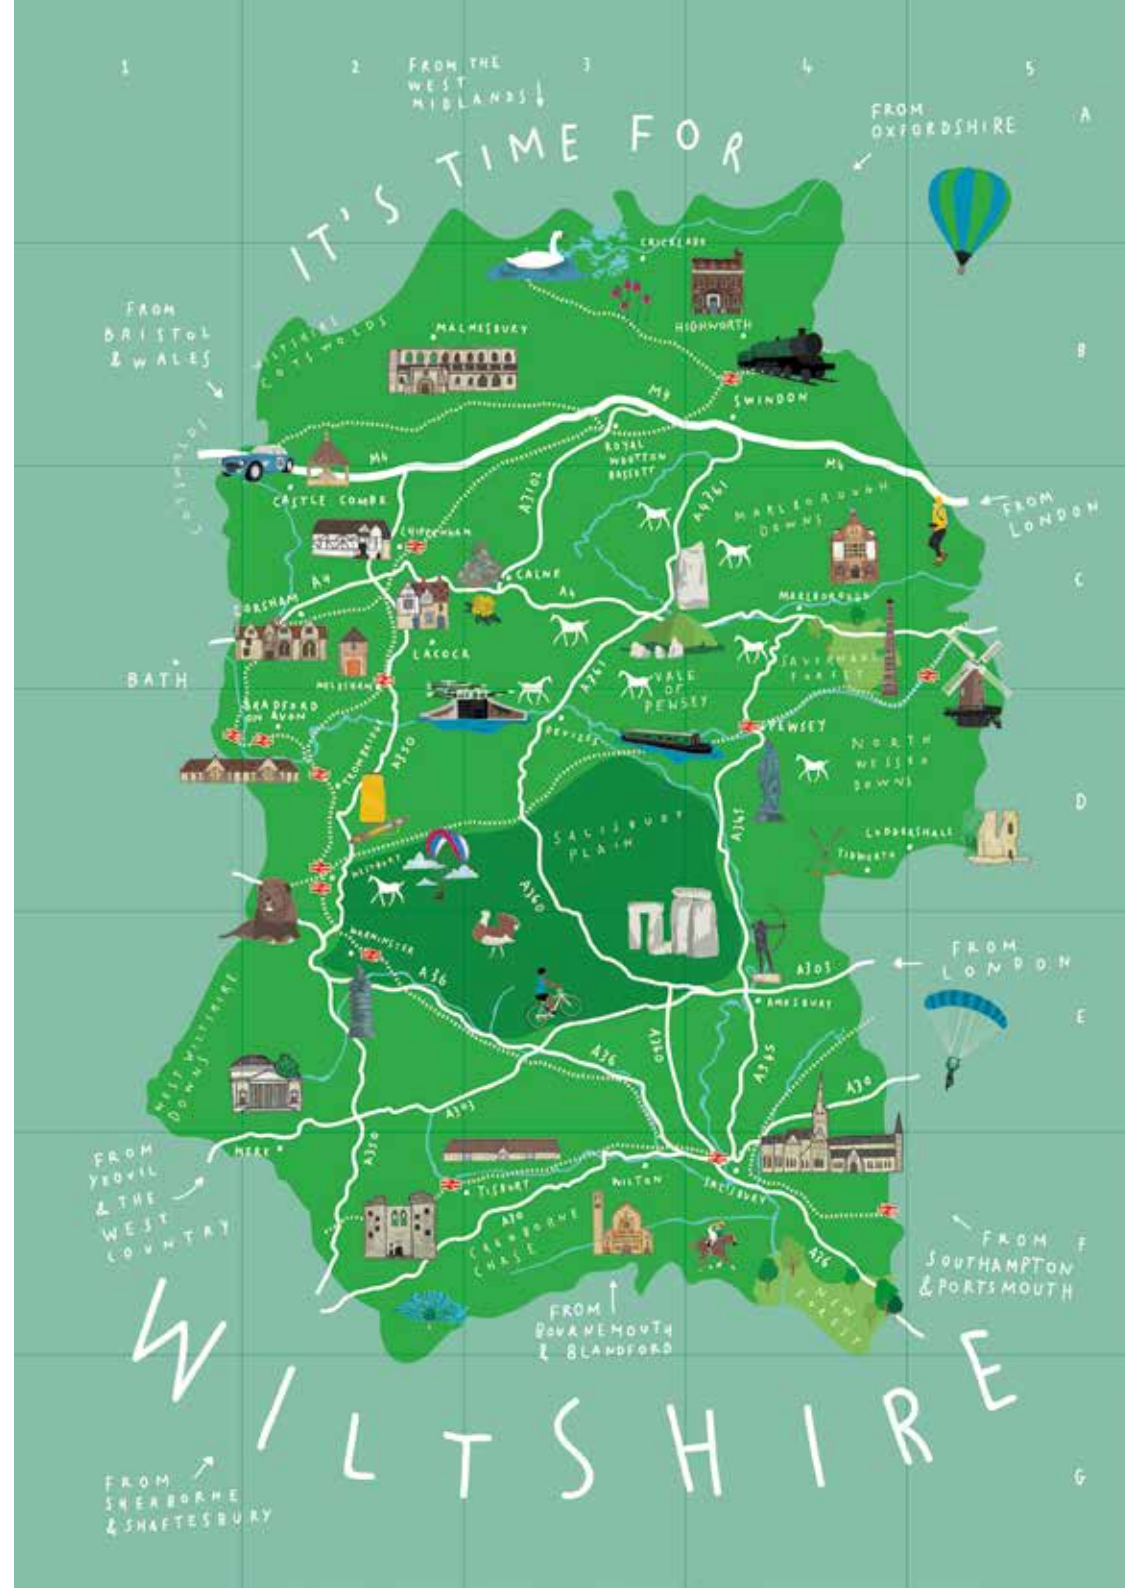 1
2
3
4
5
FROM THE
WEST
MIDLANDS
FROM
OXFORDSHIRE
A
IT'S TIME FOR
CRICKLADE
HIGHWORTH
FROM
BRISTOL
& WALES
WILTSHIRE
COTSWOLDS
MALMESBURY
B
SWINDON
M4
COTSWOLDS
ROYAL
WOOTTON
BASSETT
M4
M4
CASTLE COMBE
A3102
A4361
MARLBOROUGH
DOWNS
FROM
LONDON
CHIPPENHAM
CALNE
C
A4
A4
CORSHAM
MARLBOROUGH
LACOCK
BATH
MELKSHAM
A361
VALE
OF
PEWSEY
SAVERNAKE
FOREST
BRADFORD
ON AVON
DEVIZES
PEWSEY
TROWBRIDGE
A350
NORTH
WESSEX
DOWNS
D
SALISBURY
PLAIN
A345
LUDGERSHALL
TIDWORTH
WESTBURY
A360
WARMINSTER
A36
A303
FROM
LONDON
AMESBURY
E
WEST WILTSHIRE
DOWNS
A360
A345
A36
A30
A303
MERE
A350
FROM
YEOVIL
& THE
WEST
COUNTRY
TISBURY
WILTON
SALISBURY
A30
CRANBORNE
CHASE
A36
FROM
SOUTHAMPTON
& PORTSMOUTH
F
NEW
FOREST
FROM
BOURNEMOUTH
& BLANDFORD
WILTSHIRE
FROM
SHERBORNE
& SHAFTESBURY
G